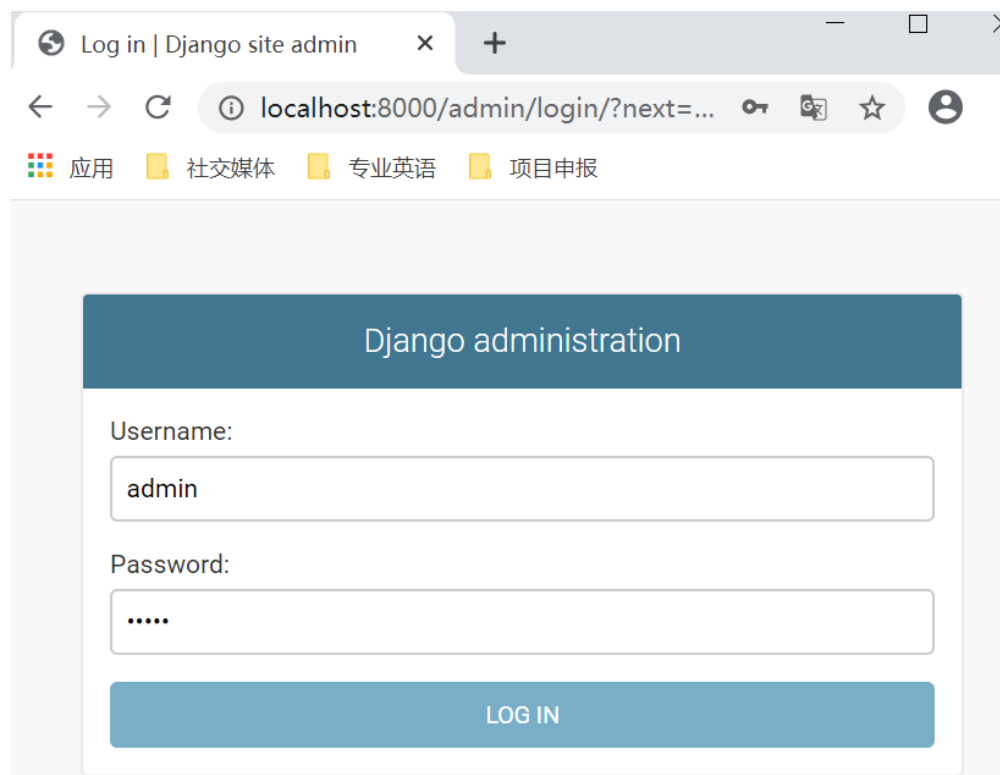 Log in | Django site admin
localhost:8000/admin/login/?next=...
应用 社交媒体 专业英语 项目申报
Django administration
Username:
admin
Password:
•••••
LOG IN